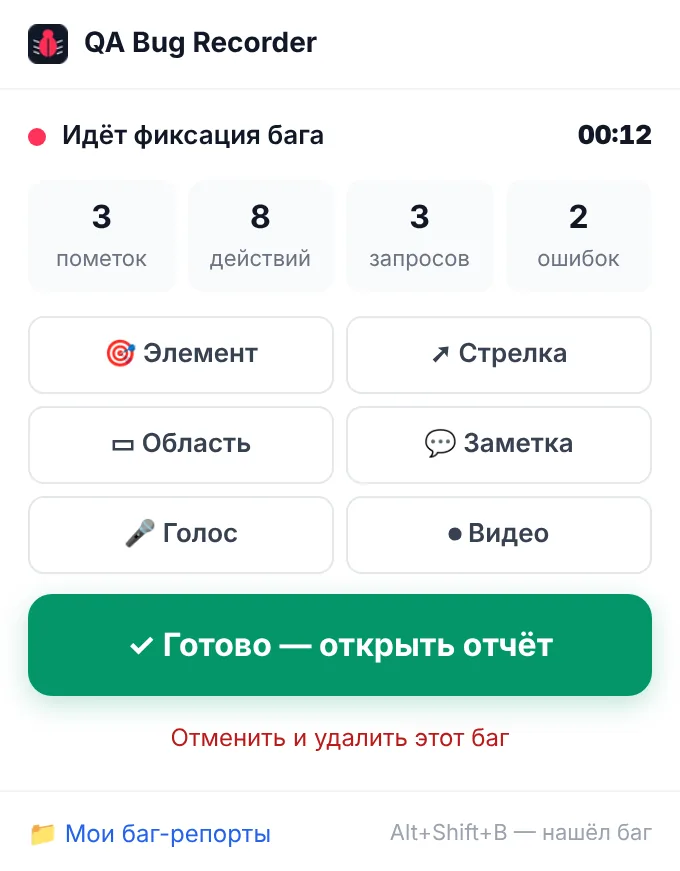 QA Bug Recorder
Идёт фиксация бага 00:12
3 8 3 2
пометок действий запросов ошибок
🎯 Элемент ➚ Стрелка
▭ Область 💬 Заметка
🎤 Голос ● Видео
✓ Готово — открыть отчёт
Отменить и удалить этот баг
📁 Мои баг-репорты Alt+Shift+B — нашёл баг